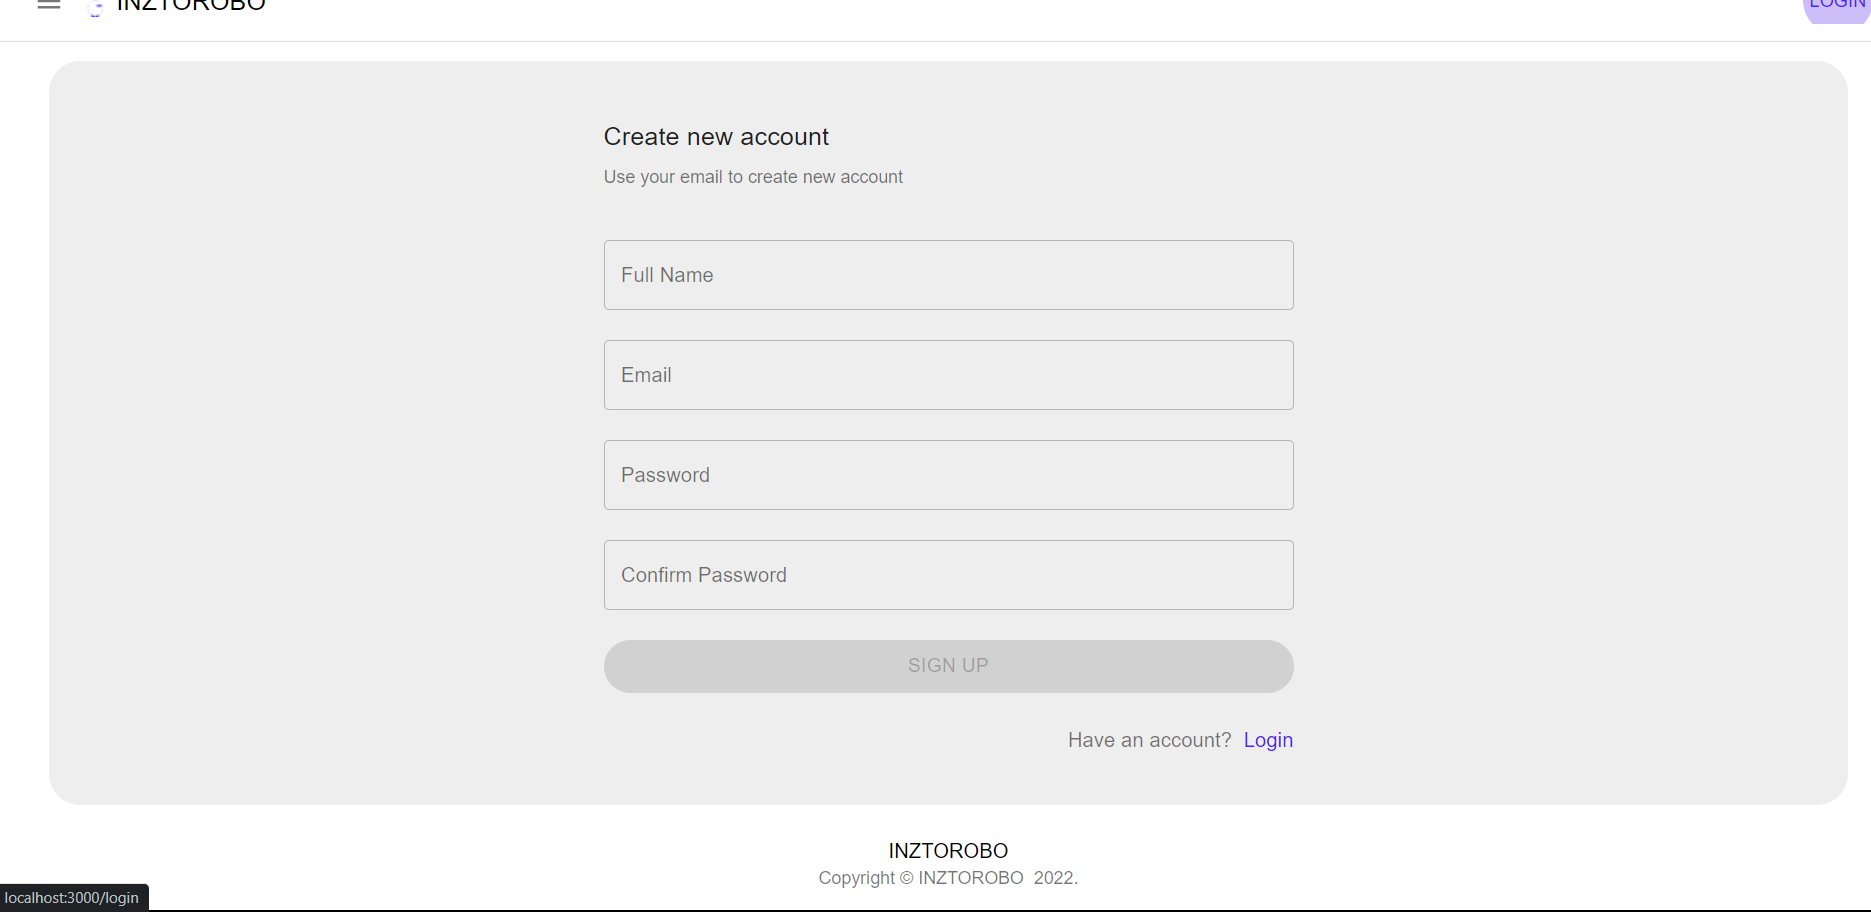 INZTOROBO
LOGIN
Create new account
Use your email to create new account
Full Name
Email
Password
Confirm Password
SIGN UP
Have an account? Login
INZTOROBO
Copyright © INZTOROBO 2022.
localhost:3000/login